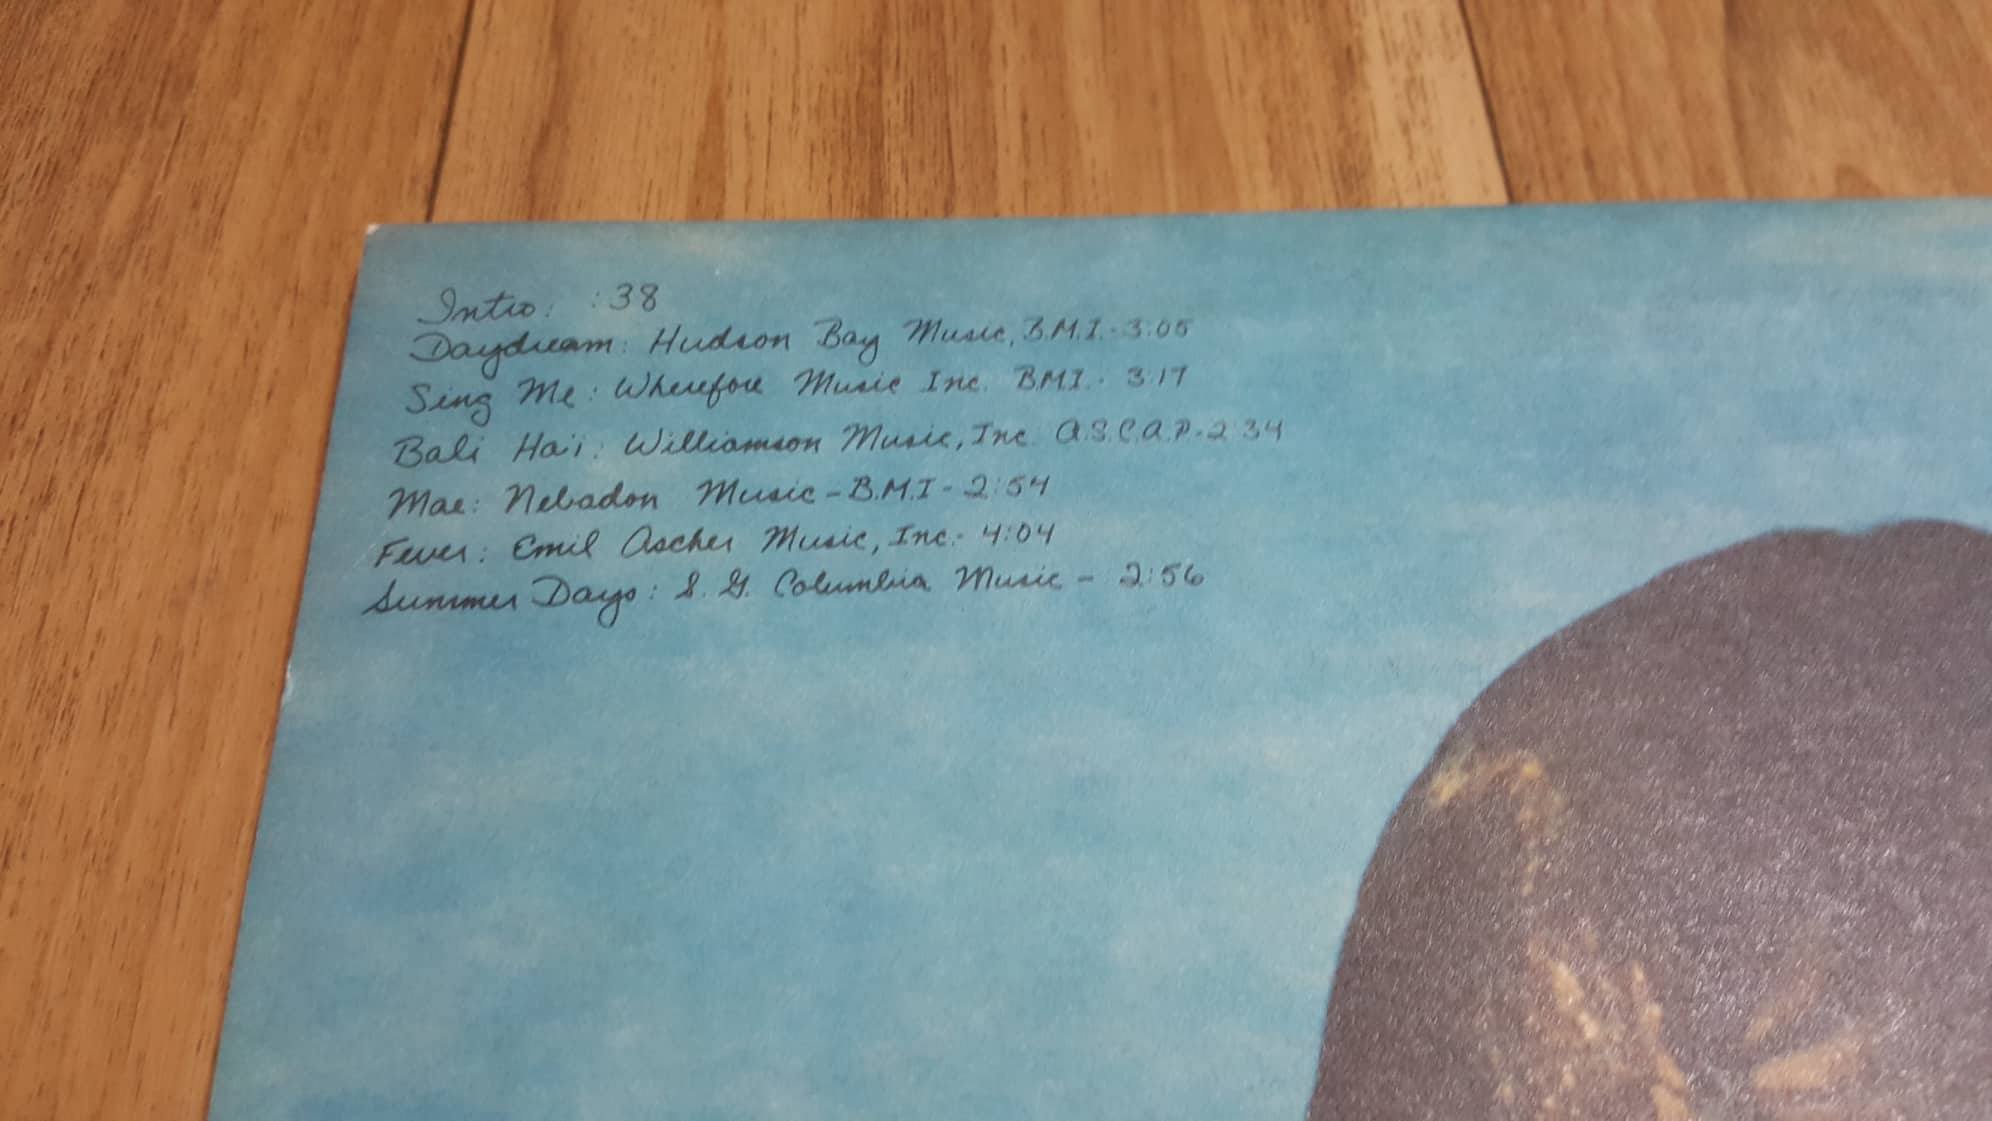 Intro: :38
Daydream: Hudson Bay Music, B.M.I.-3:05
Sing Me: Wherefore Music Inc. B.M.I.- 3:17
Bali Ha'i: Williamson Music, Inc. A.S.C.A.P.-2:34
Mae: Nebadon Music-B.M.I-2:54
Fever: Emil Ascher Music, Inc.- 4:04
Summer Days: S. G. Columbia Music - 2:56